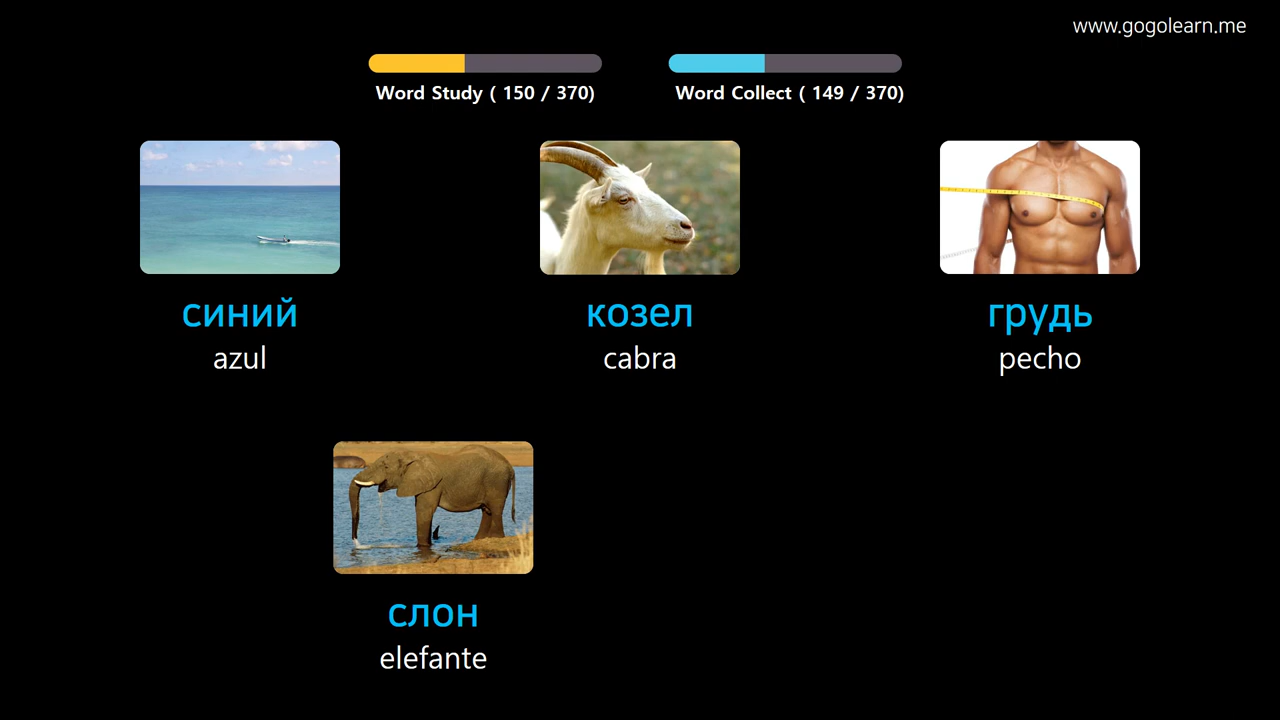 www.gogolearn.me
Word Study ( 150 / 370)
Word Collect ( 149 / 370)
синий
azul
козел
cabra
грудь
pecho
слон
elefante